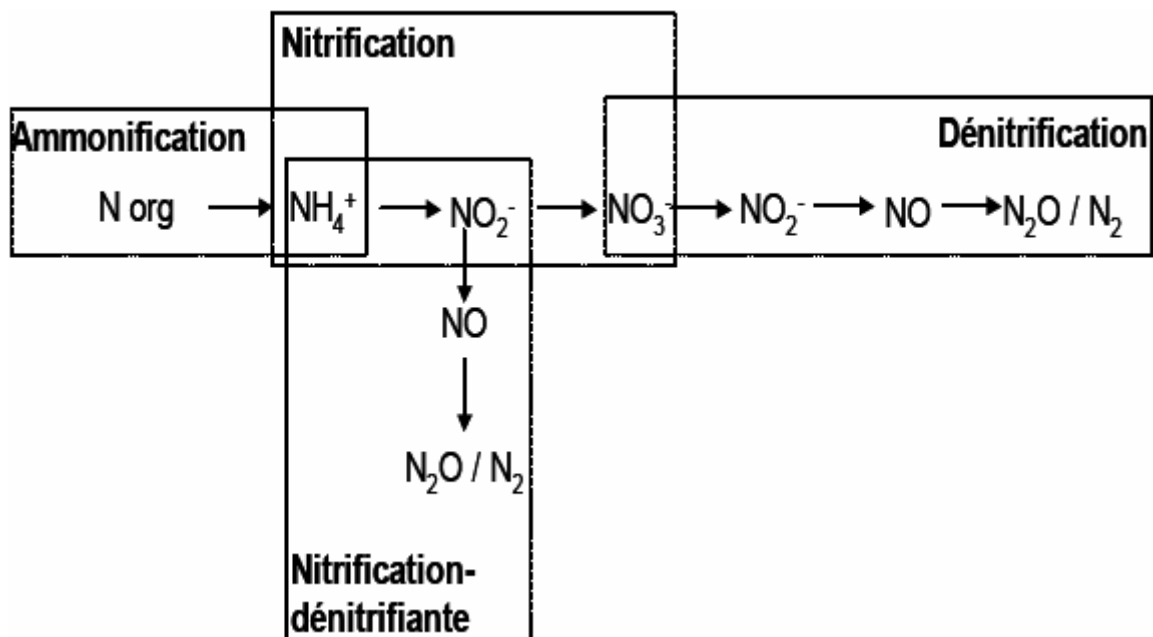 Nitrification
Ammonification
Dénitrification
N org → NH₄⁺ → NO₂⁻ → NO₃⁻ → NO₂⁻ → NO → N₂O / N₂
NO
N₂O / N₂
Nitrification-
dénitrifiante